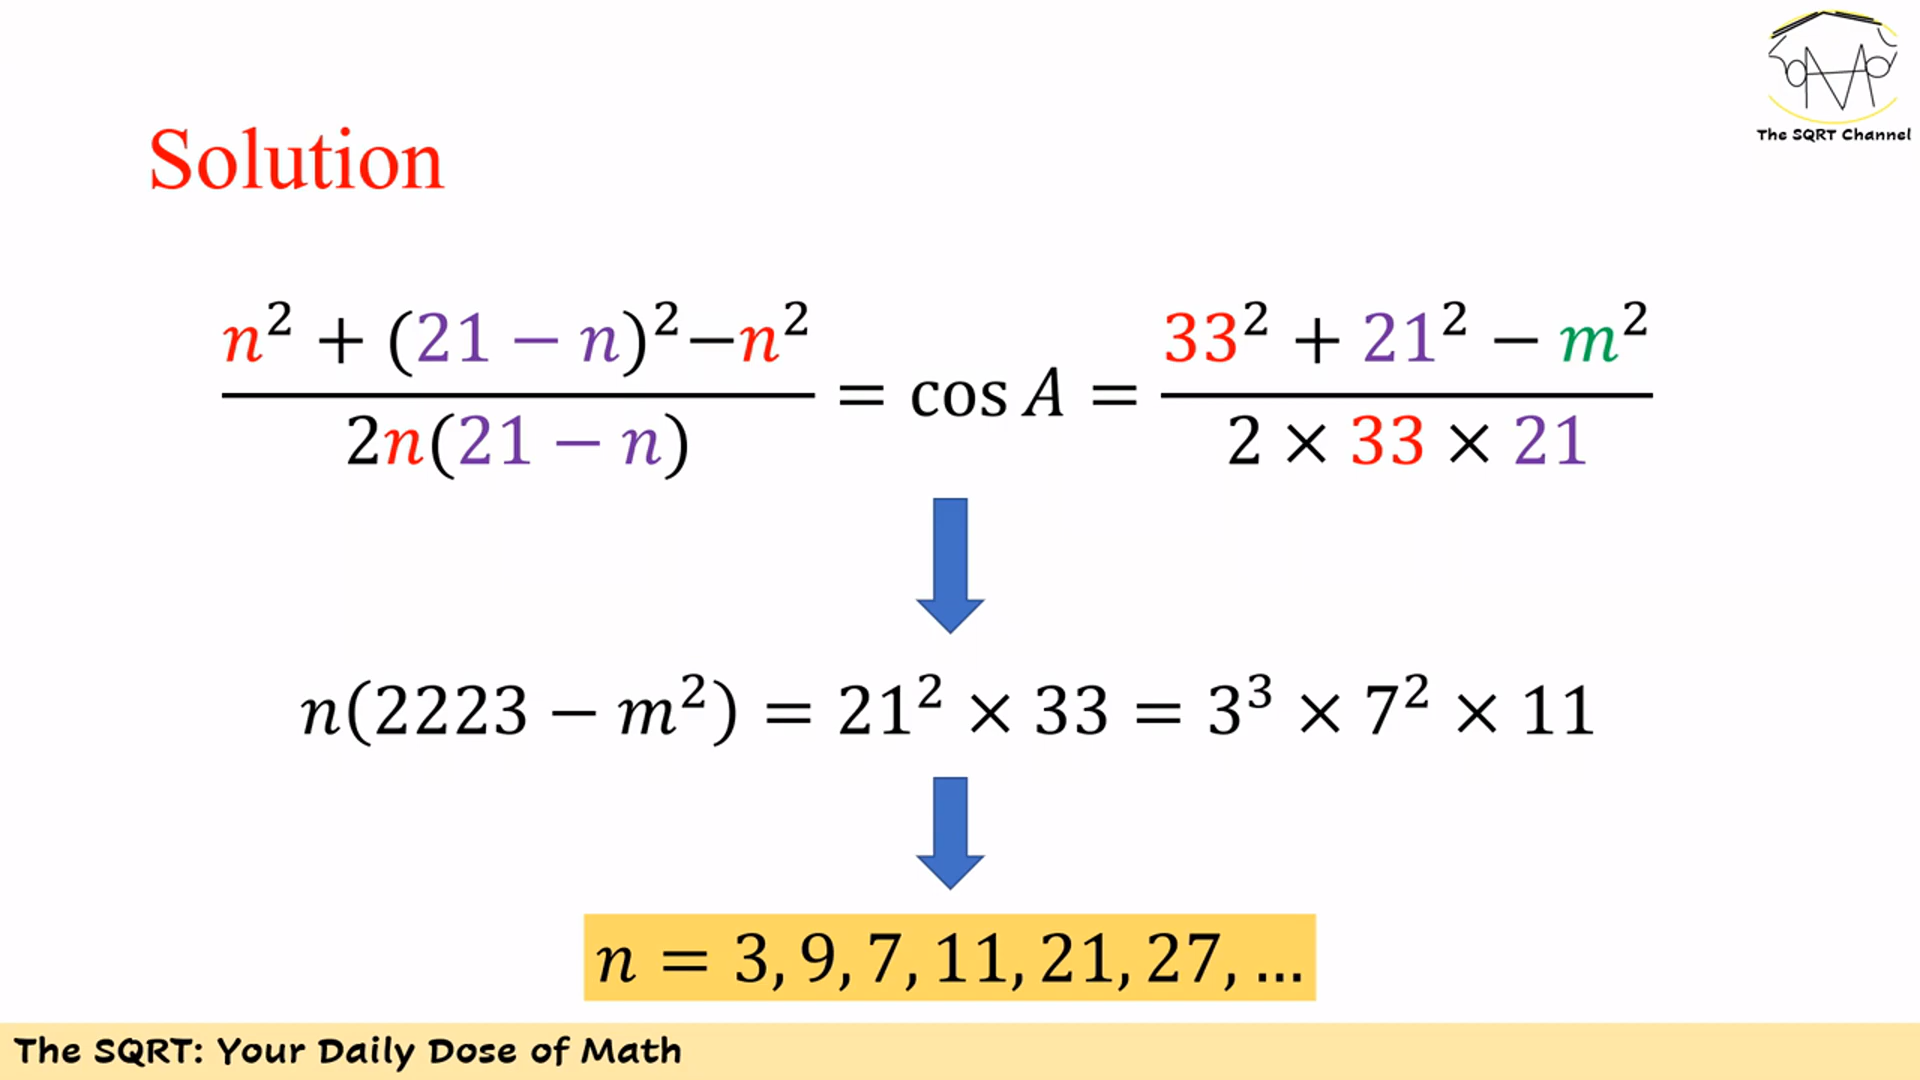 The SQRT Channel
Solution
n² + (21 − n)² − n² / 2n(21 − n) = cos A = 33² + 21² − m² / 2 × 33 × 21
n(2223 − m²) = 21² × 33 = 3³ × 7² × 11
n = 3, 9, 7, 11, 21, 27, ...
The SQRT: Your Daily Dose of Math